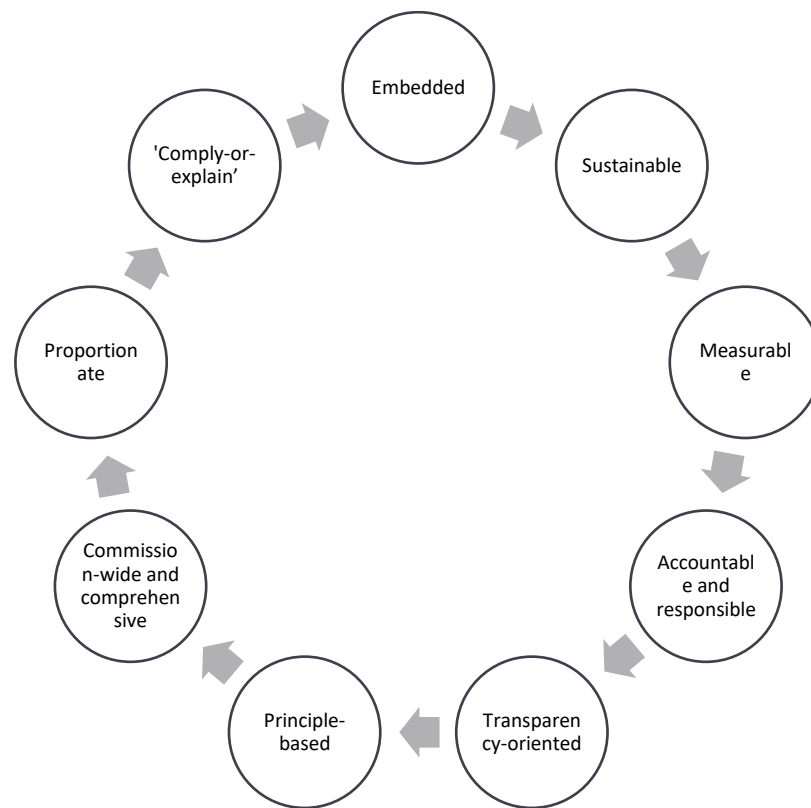 Embedded
Sustainable
Measurabl
e
Accountabl
e and
responsible
Transparen
cy-oriented
Principle-
based
Commissio
n-wide and
comprehen
sive
Proportion
ate
'Comply-or-
explain’